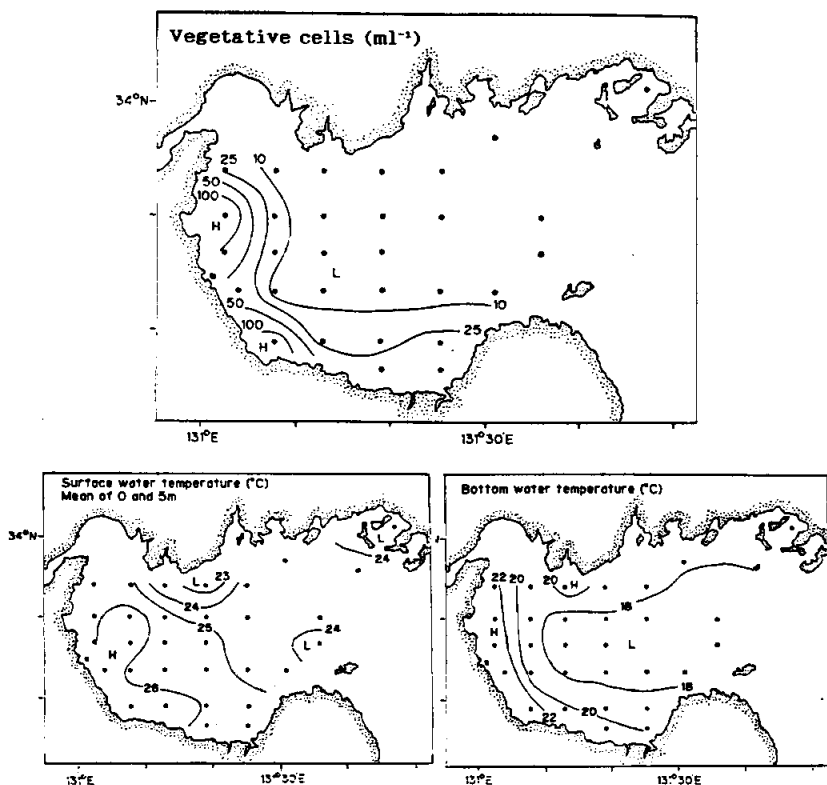 Vegetative cells (ml⁻¹)
34°N
25
10
50
100
H
L
50
10
100
25
H
131°E
131°30'E
Surface water temperature (°C)
Mean of 0 and 5m
34°N
L
24
L
23
24
25
24
L
H
26
131°E
131°30'E
Bottom water temperature (°C)
L
22
20
20
H
18
H
L
18
20
22
131°E
131°30'E